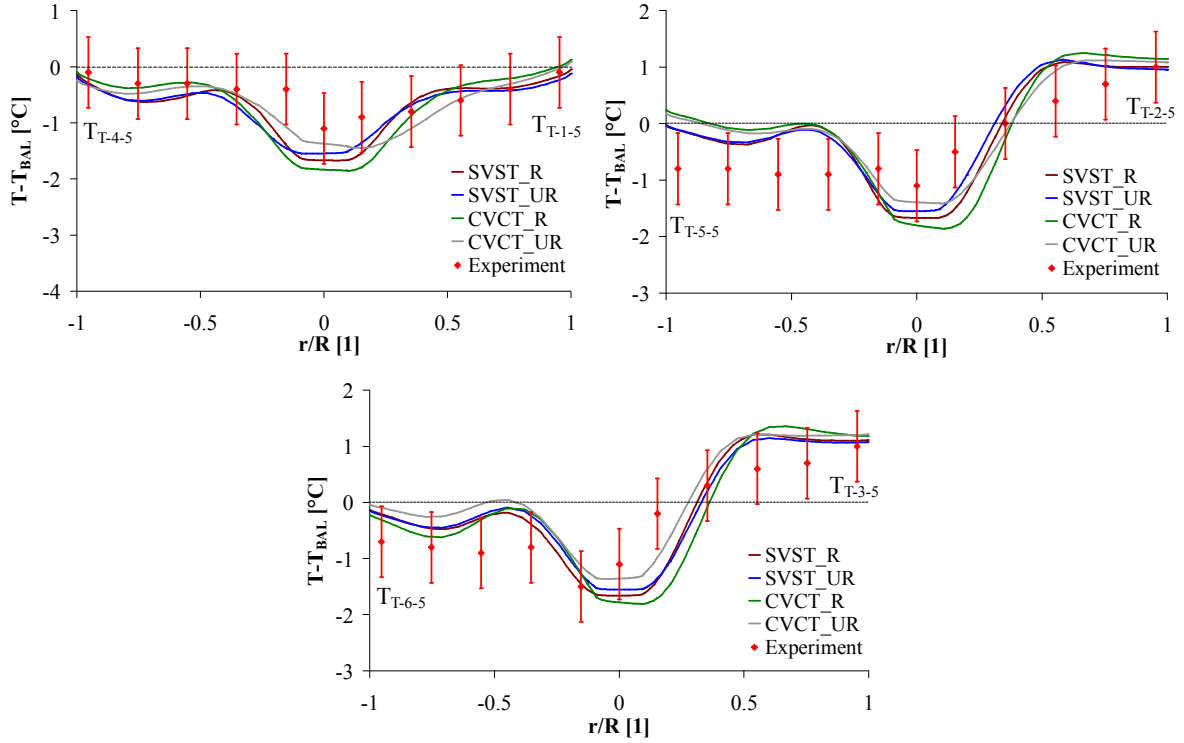 1
0
-1
-2
-3
-4
T-T_BAL [°C]
T_T-4-5
T_T-1-5
SVST_R
SVST_UR
CVCT_R
CVCT_UR
Experiment
-1 -0.5 0 0.5 1
r/R [1]
2
1
0
-1
-2
-3
T-T_BAL [°C]
T_T-2-5
T_T-5-5
SVST_R
SVST_UR
CVCT_R
CVCT_UR
Experiment
-1 -0.5 0 0.5 1
r/R [1]
2
1
0
-1
-2
-3
T-T_BAL [°C]
T_T-3-5
T_T-6-5
SVST_R
SVST_UR
CVCT_R
CVCT_UR
Experiment
-1 -0.5 0 0.5 1
r/R [1]